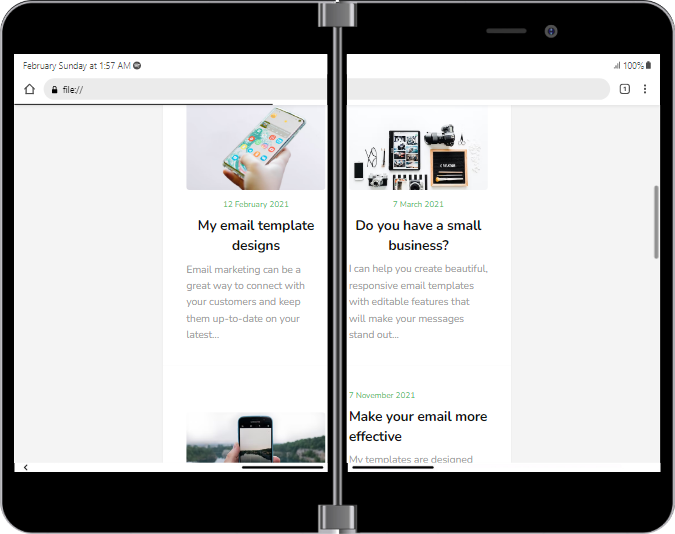 February Sunday at 1:57 AM
100%
file://
1
12 February 2021
My email template
designs
Email marketing can be a
great way to connect with
your customers and keep
them up-to-date on your
latest...
7 March 2021
Do you have a small
business?
I can help you create beautiful,
responsive email templates
with editable features that
will make your messages
stand out...
7 November 2021
Make your email more
effective
My templates are designed